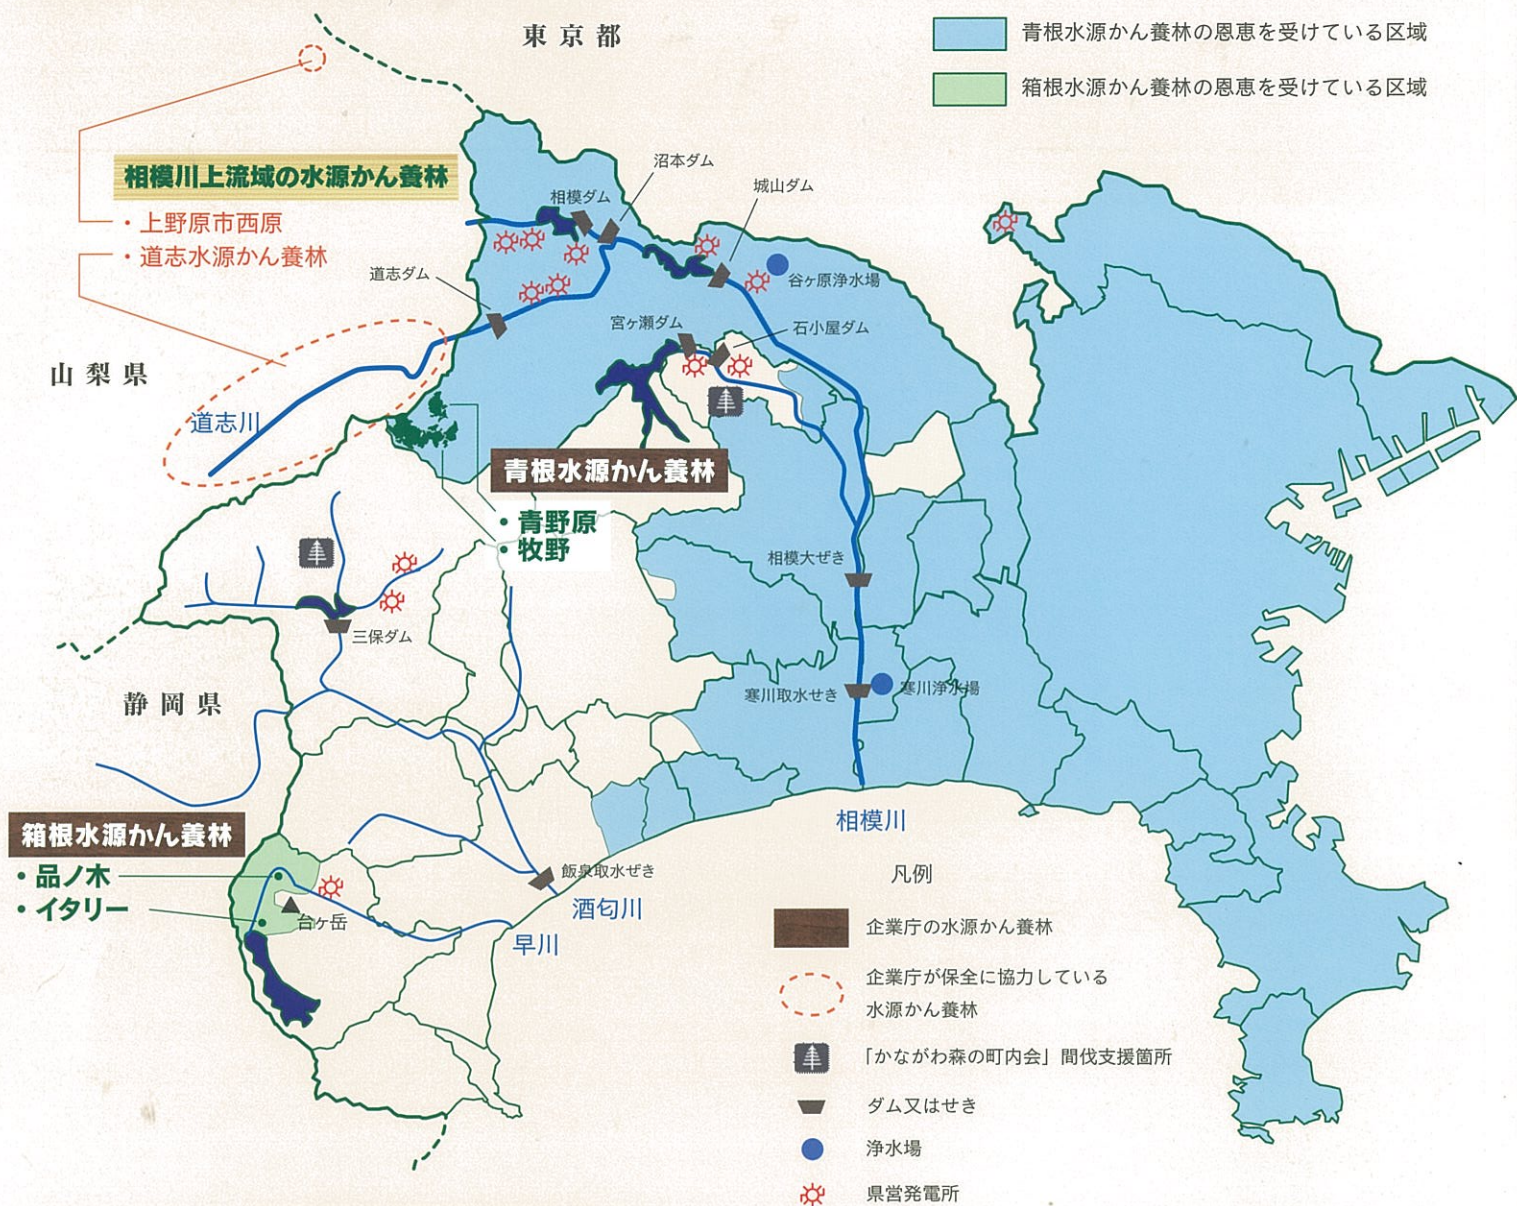 東京都
青根水源かん養林の恩恵を受けている区域
箱根水源かん養林の恩恵を受けている区域
相模川上流域の水源かん養林
・上野原市西原
・道志水源かん養林
沼本ダム
相模ダム
城山ダム
道志ダム
谷ヶ原浄水場
宮ヶ瀬ダム
石小屋ダム
山梨県
道志川
青根水源かん養林
・青野原
・牧野
相模大ぜき
三保ダム
静岡県
寒川取水せき
寒川浄水場
箱根水源かん養林
・品ノ木
・イタリー
台ヶ岳
飯泉取水ぜき
酒匂川
早川
相模川
凡例
企業庁の水源かん養林
企業庁が保全に協力している
水源かん養林
「かながわ森の町内会」間伐支援箇所
ダム又はせき
浄水場
県営発電所